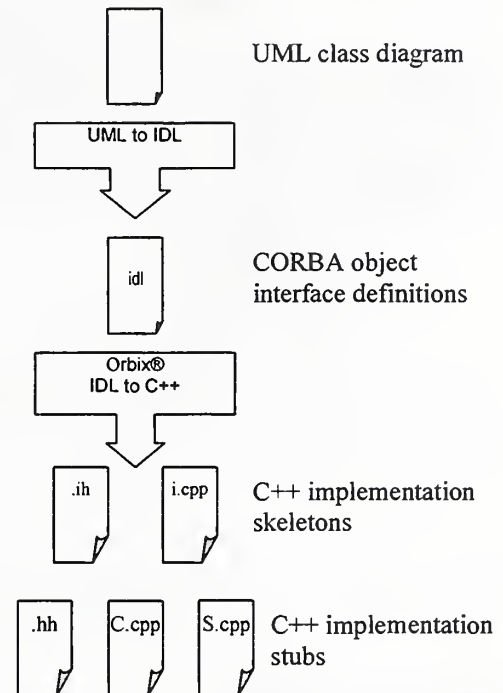 UML class diagram
UML to IDL
idl
CORBA object
interface definitions
Orbix®
IDL to C++
.ih
i.cpp
C++ implementation
skeletons
.hh
C.cpp
S.cpp
C++ implementation
stubs